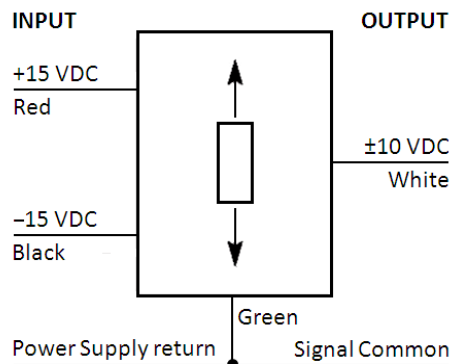 INPUT
OUTPUT
+15 VDC
Red
±10 VDC
White
−15 VDC
Black
Green
Power Supply return
Signal Common